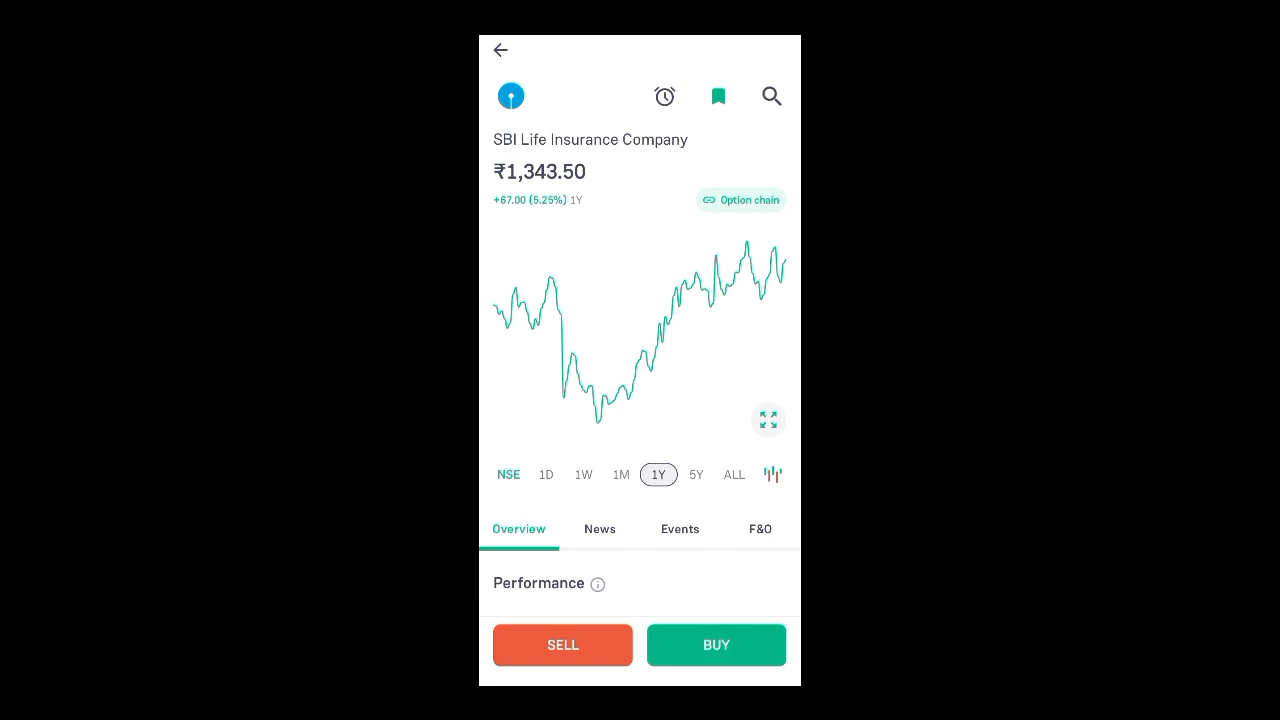 SBI Life Insurance Company
₹1,343.50
+67.00 (5.25%) 1Y
Option chain
NSE 1D 1W 1M 1Y 5Y ALL
Overview News Events F&O
Performance
SELL BUY